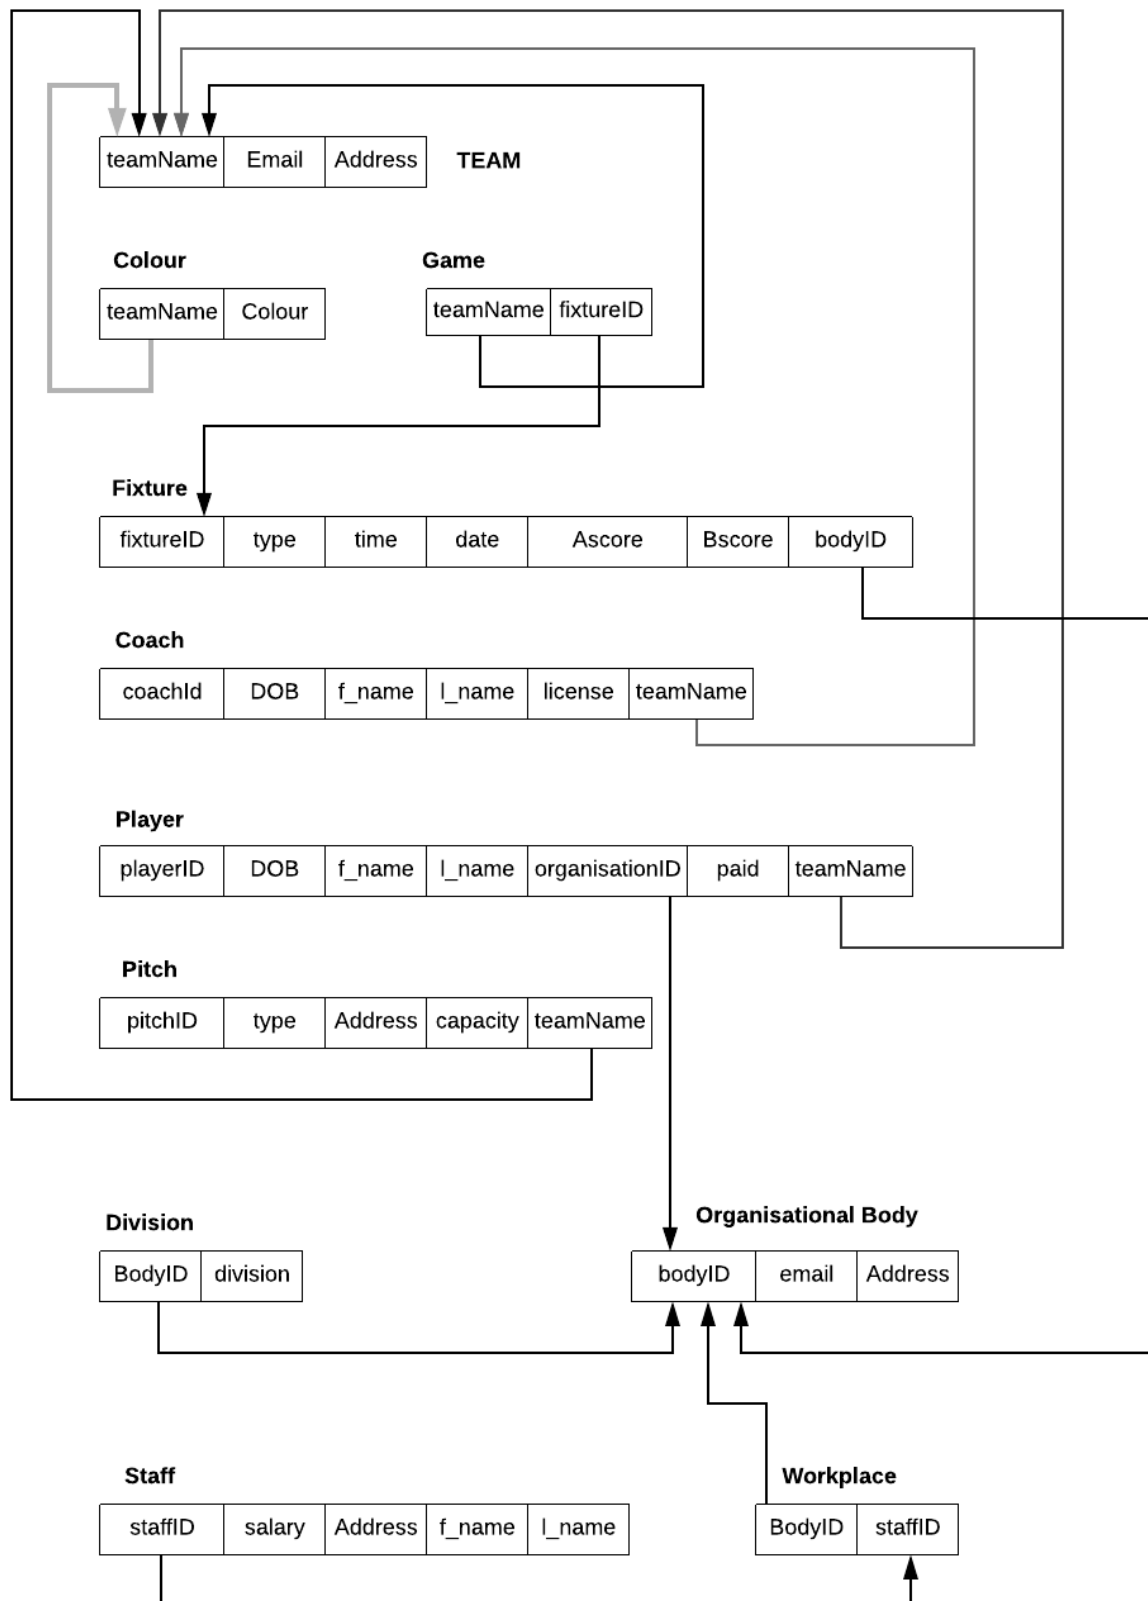 teamName Email Address TEAM
Colour Game
teamName Colour teamName fixtureID
Fixture
fixtureID type time date Ascore Bscore bodyID
Coach
coachId DOB f_name l_name license teamName
Player
playerID DOB f_name l_name organisationID paid teamName
Pitch
pitchID type Address capacity teamName
Division Organisational Body
BodyID division bodyID email Address
Staff Workplace
staffID salary Address f_name l_name BodyID staffID